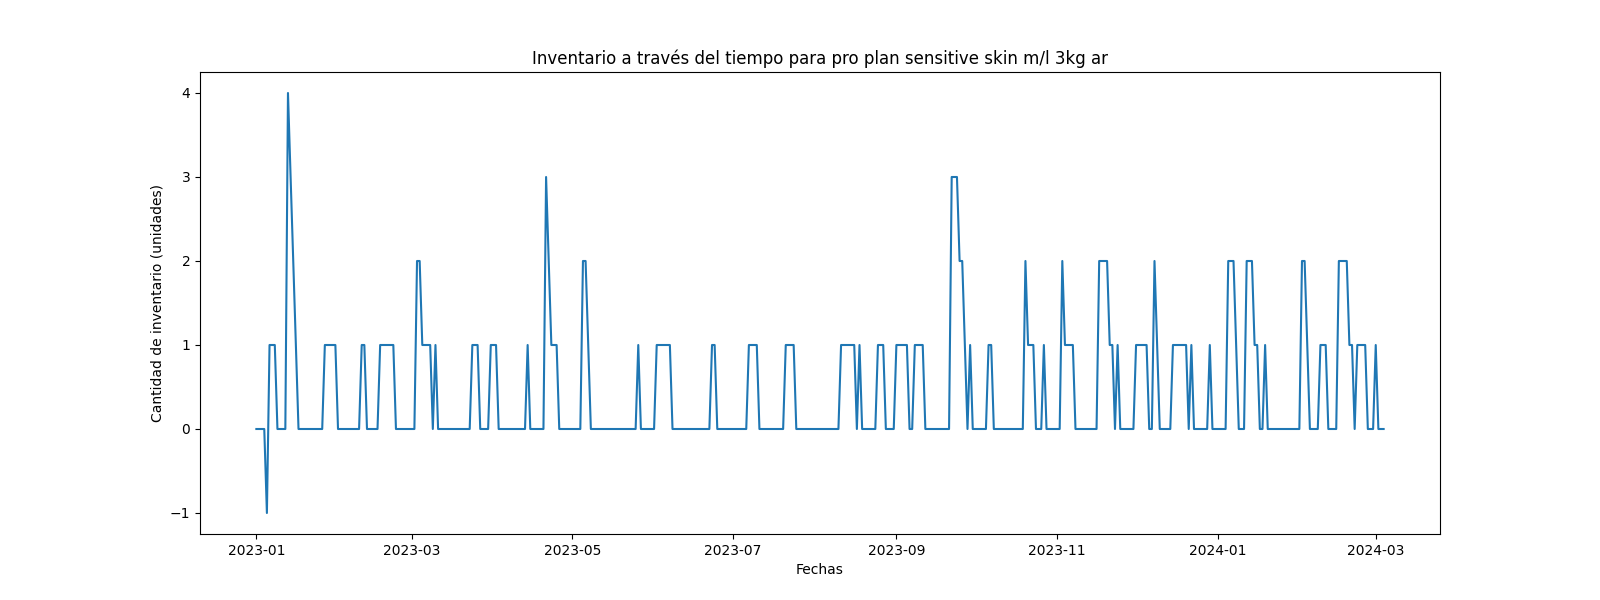 Inventario a través del tiempo para pro plan sensitive skin m/l 3kg ar
Cantidad de inventario (unidades)
4
3
2
1
0
−1
2023-01 2023-03 2023-05 2023-07 2023-09 2023-11 2024-01 2024-03
Fechas